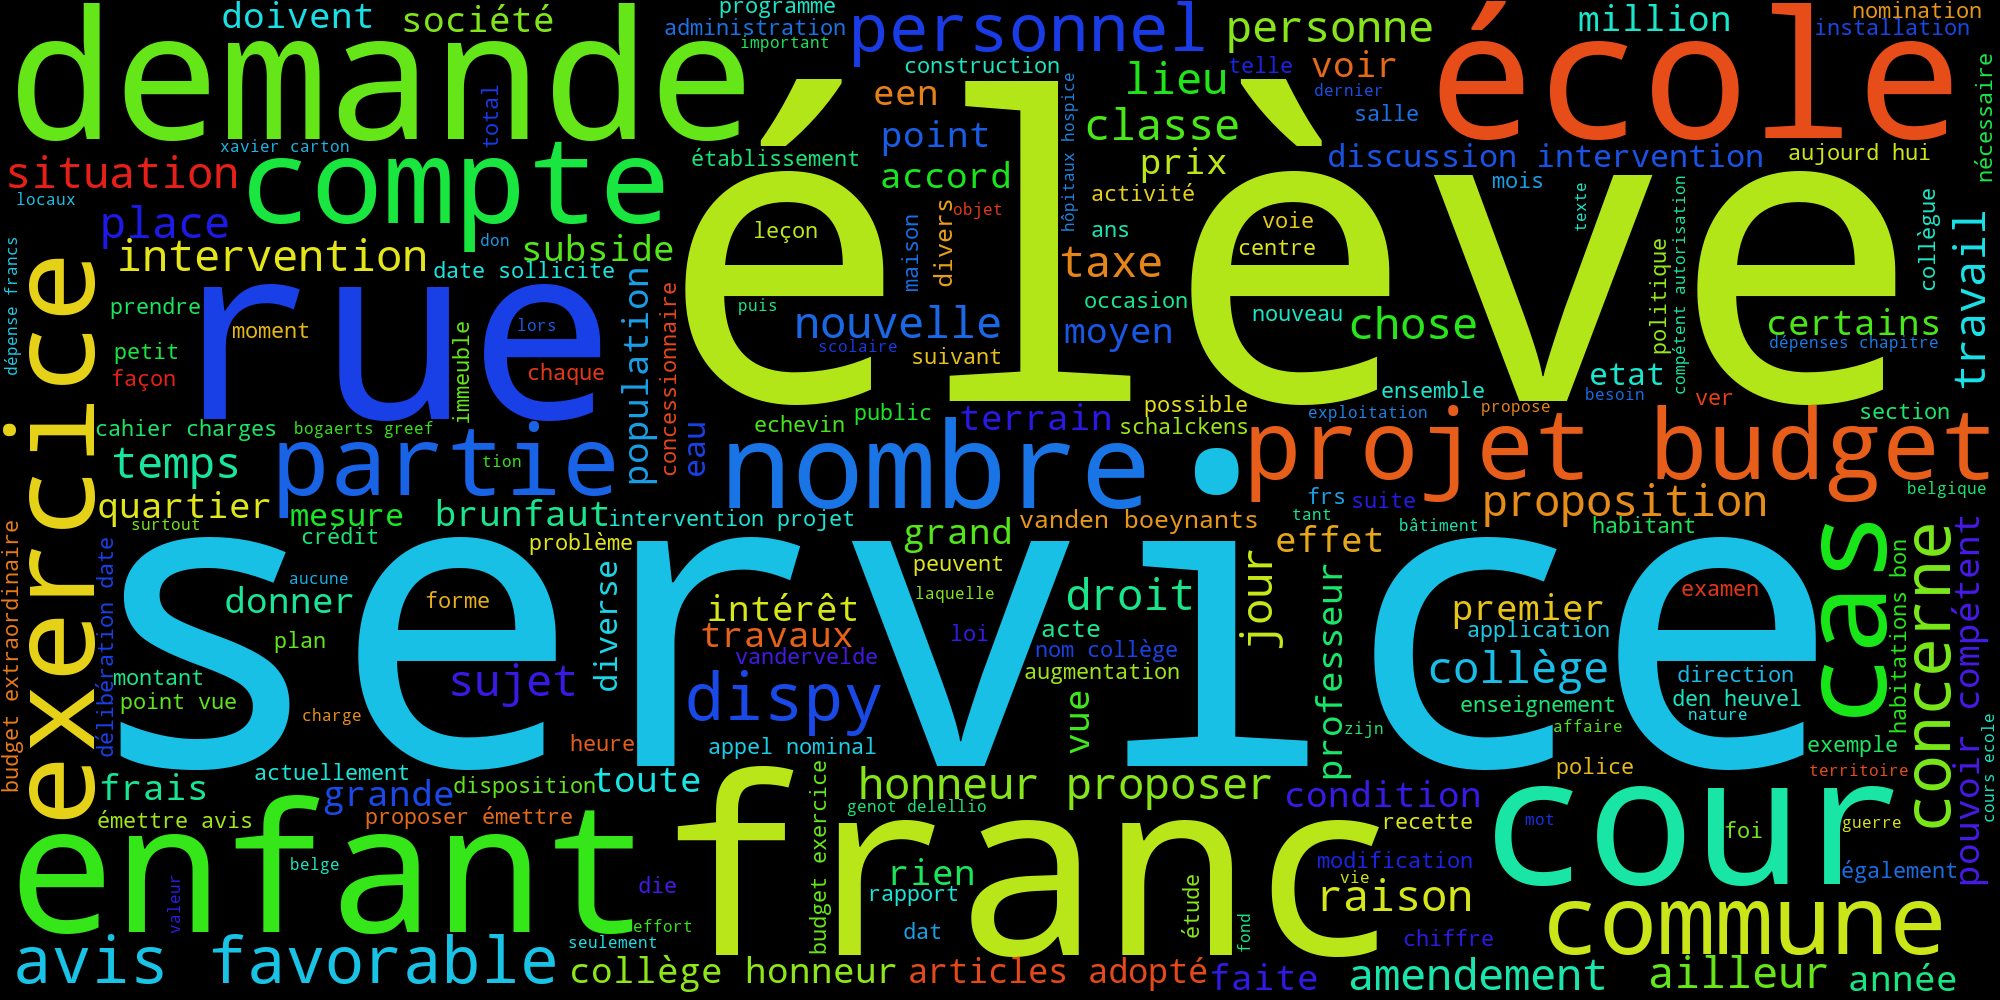 doivent
société
programme
administration
important
personnel
personne
million
nomination
installation
demande
école
construction
lieu
telle
voir
dernier
salle
een
point
classe
hôpitaux hospice
nécessaire
total
xavier carton
situation
compte
établissement
accord
prix
discussion intervention
aujourd hui
mois
locaux
place
don
activité
objet
texte
élève
leçon
maison
divers
ans
voie
centre
politique
compétent autorisation
collègue
travail
intervention
date sollicite
subside
taxe
dépense francs
exercice
prendre
moment
rue
lors
population
concessionnaire
puis
nouvelle
scolaire
suivant
occasion
moyen
nouveau
chose
certains
dépenses chapitre
petit
façon
immeuble
chaque
etat
ensemble
besoin
ver
cahier charges
bogaerts greef
eau
echevin
public
terrain
possible
schalckens
exploitation
propose
section
temps
partie
tion
nombre •
projet budget
belgique
quartier
surtout
mesure
crédit
brunfaut
intervention projet
grand
vanden boeynants
frs
suite
tant
proposition
bâtiment
habitant
effet
budget extraordinaire
délibération date
problème
peuvent
jour
cas
habitations bon
concerne
pouvoir compétent
service
aucune
donner
forme
diverse
intérêt
travaux
laquelle
loi
droit
acte
nom collège
professeur
premier
application
examen
plan
vandervelde
augmentation
collège
montant
point vue
sujet
dispy
vue
direction
den heuvel
enseignement
nature
charge
affaire
zijn
heure
appel nominal
exemple
cours ecole
frais
actuellement
grande
disposition
toute
honneur proposer
police
territoire
émettre avis
proposer émettre
budget exercice
genot delellio
condition
recette
mot
foi
guerre
enfant
belge
franc
cour
valeur
die
rien
rapport
modification
vie
également
effort
étude
raison
commune
avis favorable
seulement
dat
fond
chiffre
collège honneur
articles adopté
faite
amendement
ailleur
année